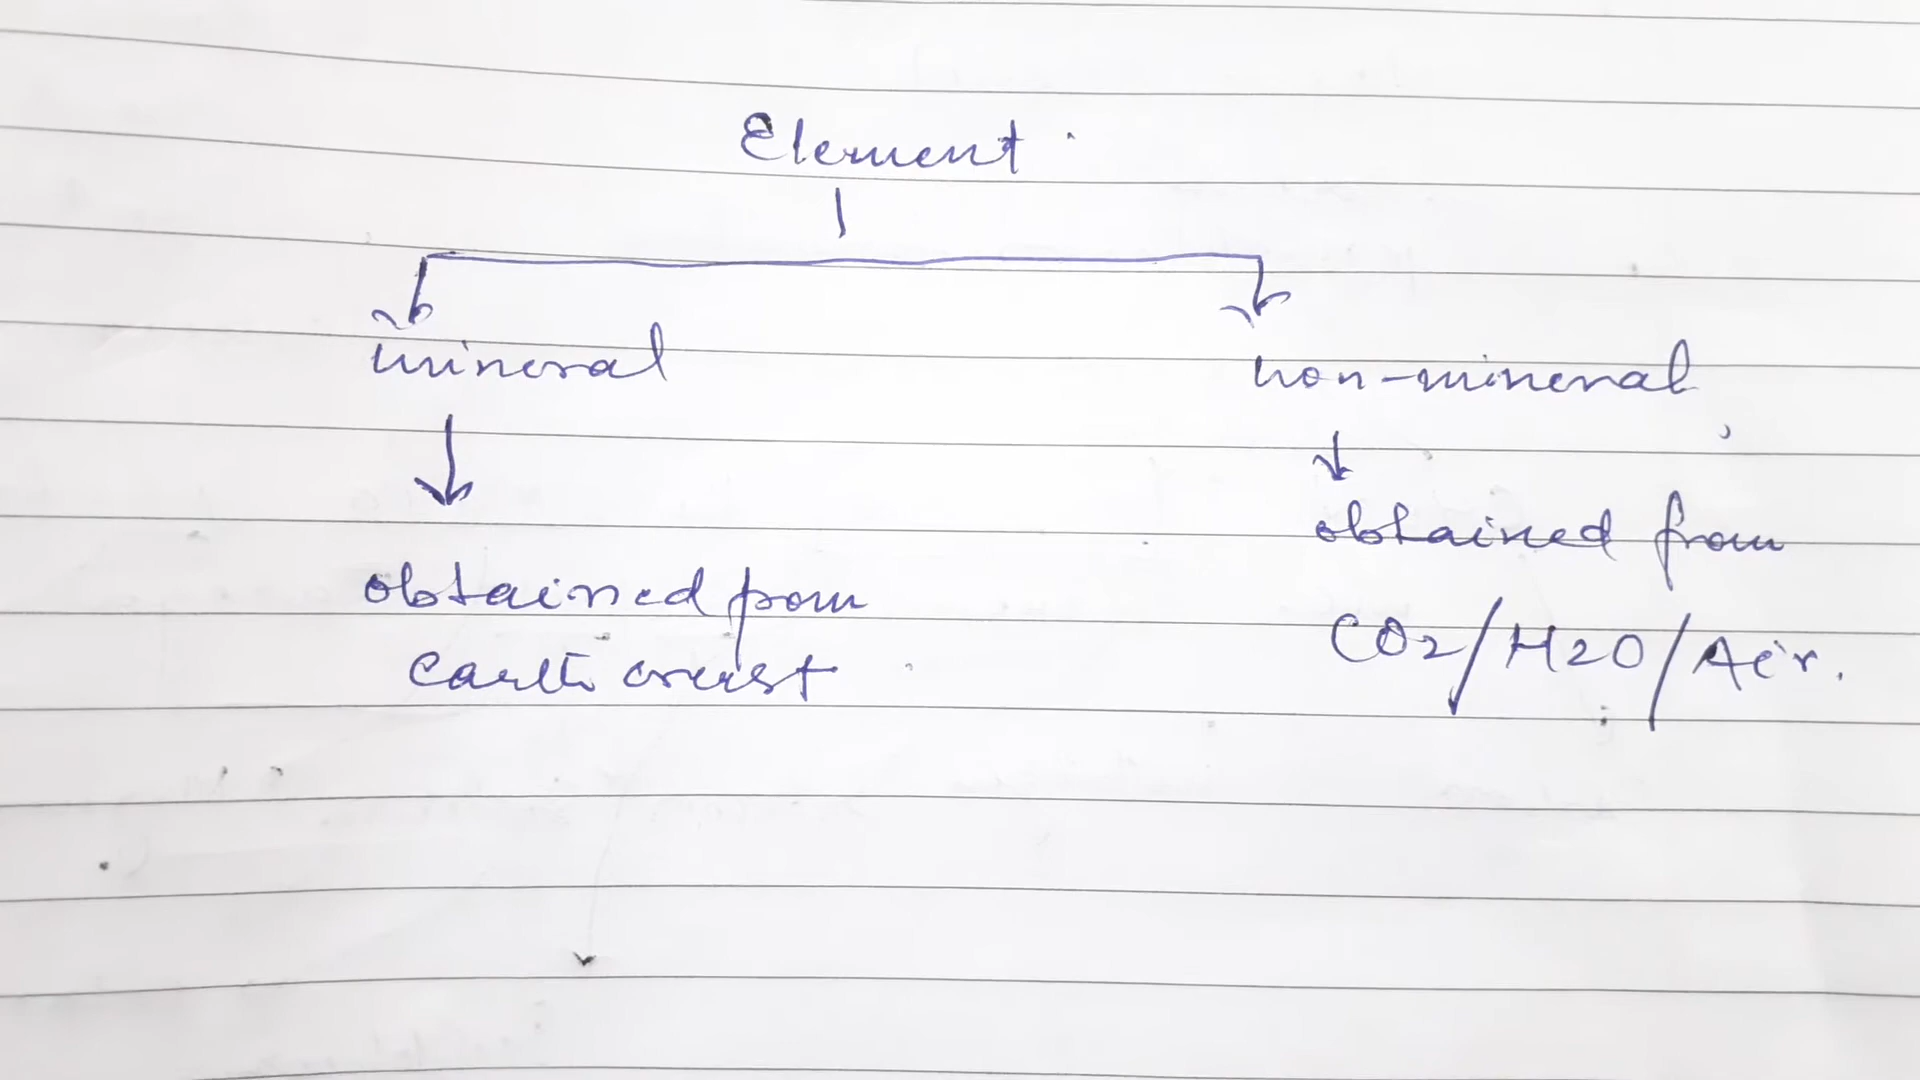 Element
mineral
non-mineral
obtained from
earth crust
obtained from
CO2/H2O/Air.